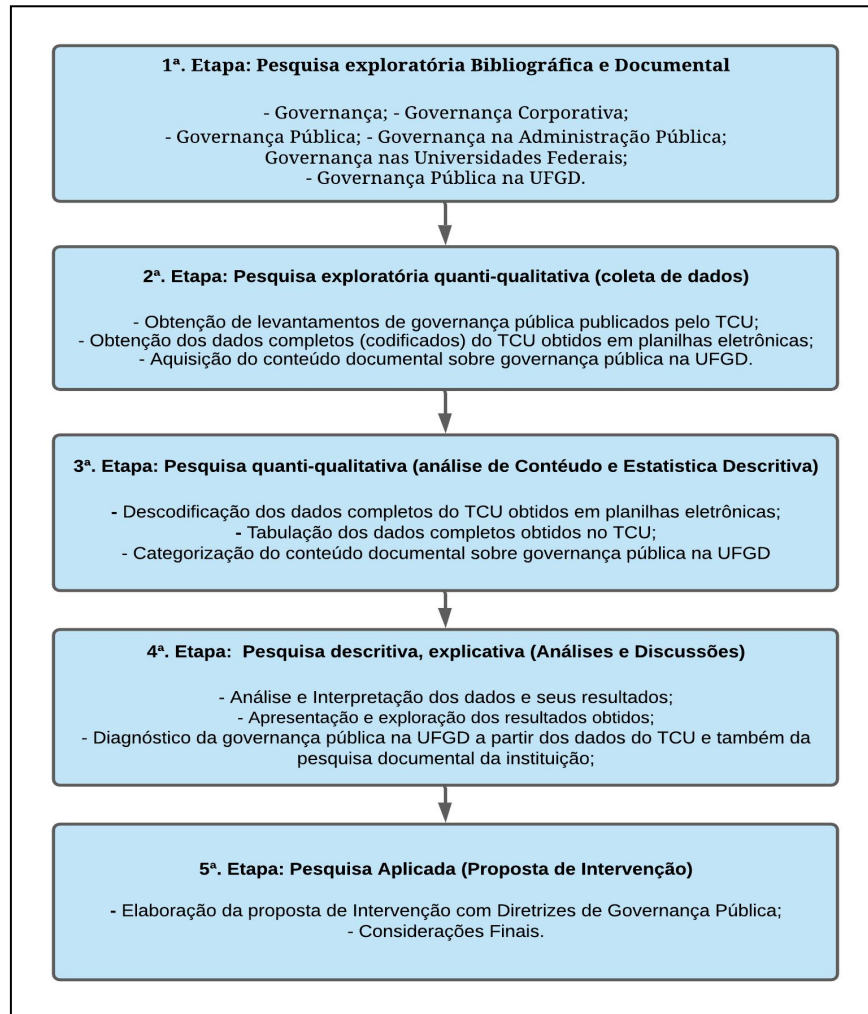 1ª. Etapa: Pesquisa exploratória Bibliográfica e Documental
- Governança; - Governança Corporativa;
- Governança Pública; - Governança na Administração Pública;
Governança nas Universidades Federais;
- Governança Pública na UFGD.
2ª. Etapa: Pesquisa exploratória quanti-qualitativa (coleta de dados)
- Obtenção de levantamentos de governança pública publicados pelo TCU;
- Obtenção dos dados completos (codificados) do TCU obtidos em planilhas eletrônicas;
- Aquisição do conteúdo documental sobre governança pública na UFGD.
3ª. Etapa: Pesquisa quanti-qualitativa (análise de Contéudo e Estatistica Descritiva)
- Descodificação dos dados completos do TCU obtidos em planilhas eletrônicas;
- Tabulação dos dados completos obtidos no TCU;
- Categorização do conteúdo documental sobre governança pública na UFGD
4ª. Etapa: Pesquisa descritiva, explicativa (Análises e Discussões)
- Análise e Interpretação dos dados e seus resultados;
- Apresentação e exploração dos resultados obtidos;
- Diagnóstico da governança pública na UFGD a partir dos dados do TCU e também da
pesquisa documental da instituição;
5ª. Etapa: Pesquisa Aplicada (Proposta de Intervenção)
- Elaboração da proposta de Intervenção com Diretrizes de Governança Pública;
- Considerações Finais.